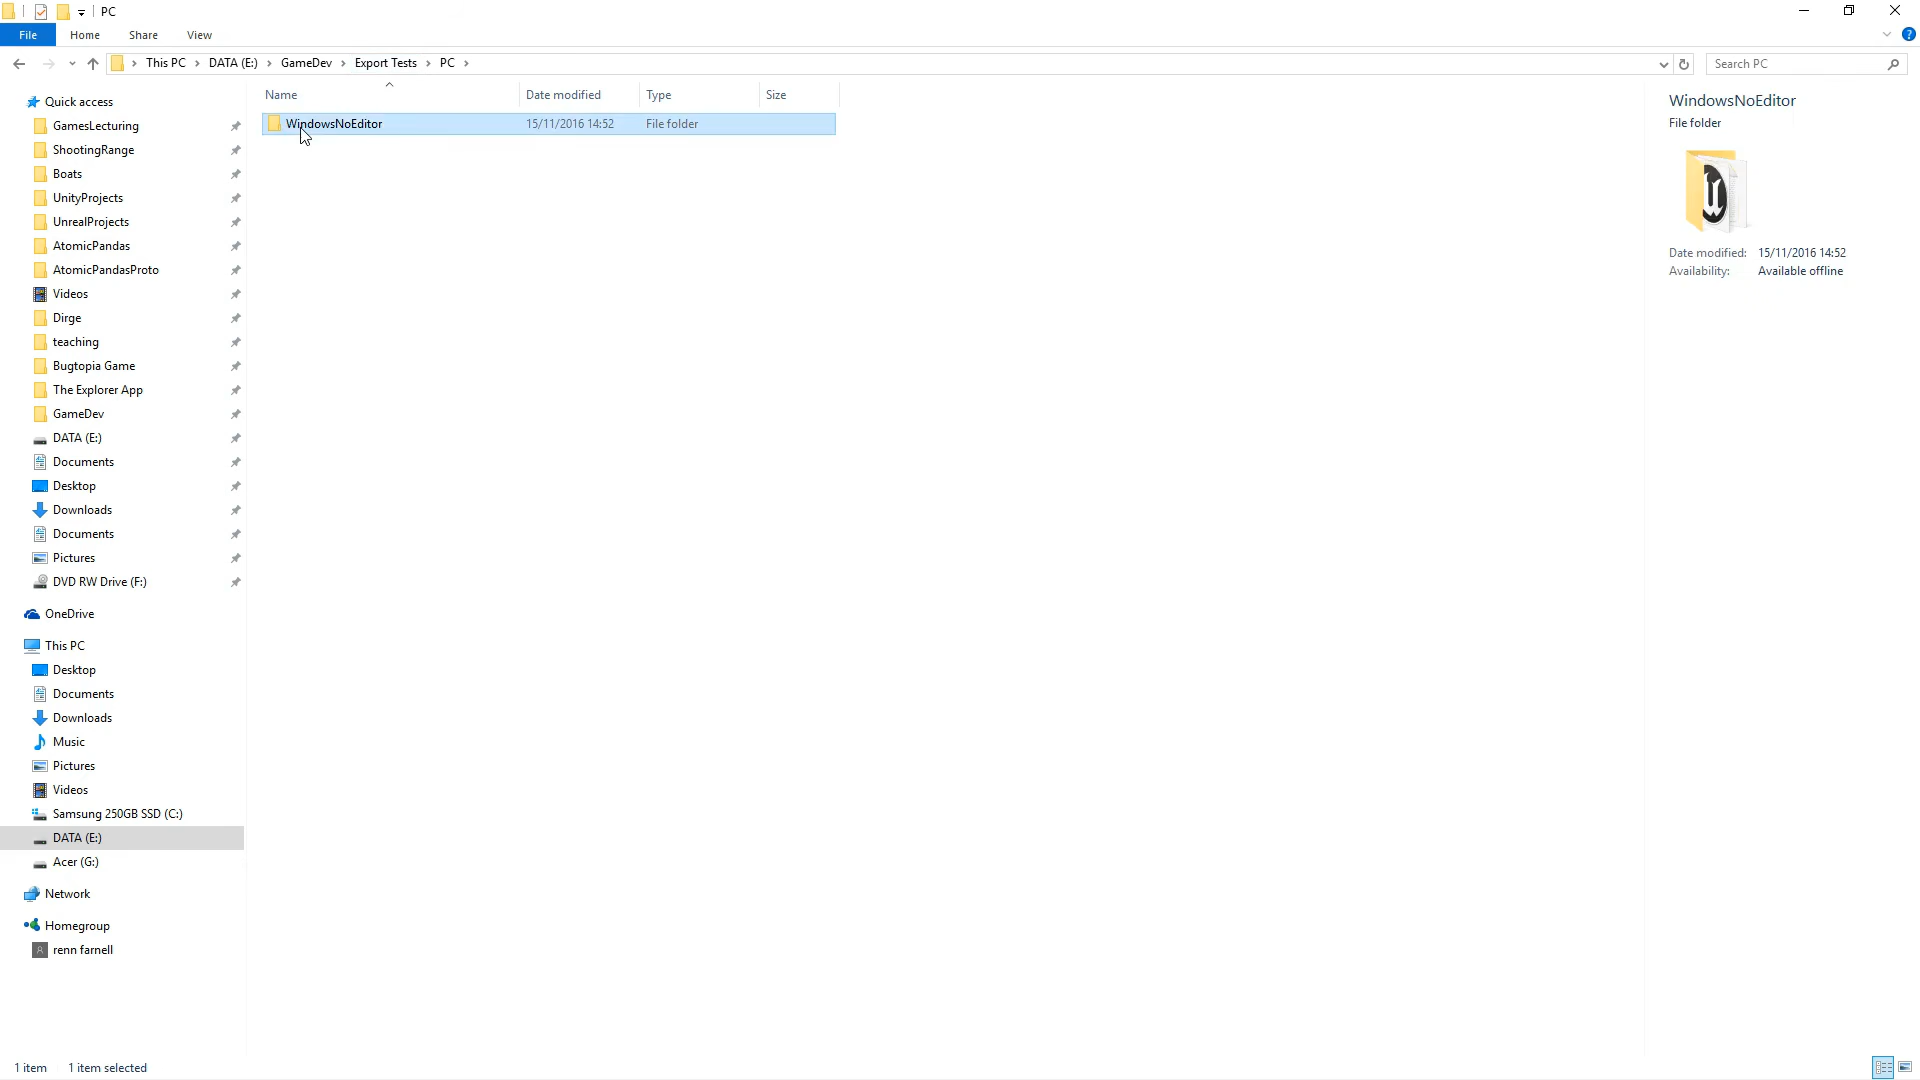 PC
File
Home
Share
View
This PC
DATA (E:)
GameDev
Export Tests
PC
Search PC
Quick access
GamesLecturing
ShootingRange
Boats
UnityProjects
UnrealProjects
AtomicPandas
AtomicPandasProto
Videos
Dirge
teaching
Bugtopia Game
The Explorer App
GameDev
DATA (E:)
Documents
Desktop
Downloads
Documents
Pictures
DVD RW Drive (F:)
OneDrive
This PC
Desktop
Documents
Downloads
Music
Pictures
Videos
Samsung 250GB SSD (C:)
DATA (E:)
Acer (G:)
Network
Homegroup
renn farnell
Name
Date modified
Type
Size
WindowsNoEditor
15/11/2016 14:52
File folder
WindowsNoEditor
File folder
Date modified: 15/11/2016 14:52
Availability: Available offline
1 item
1 item selected